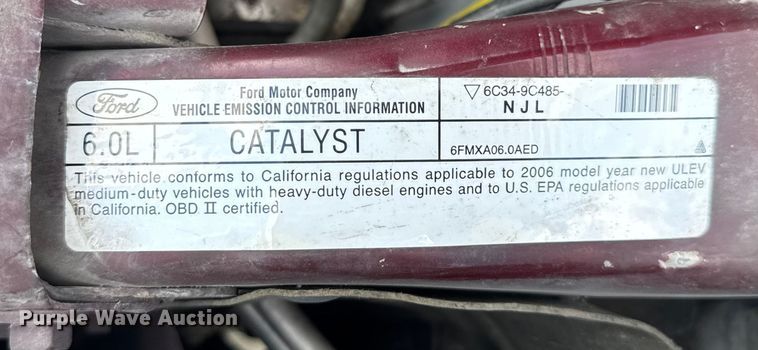 Ford
Ford Motor Company
VEHICLE EMISSION CONTROL INFORMATION
6C34-9C485-
N J L
6.0L
CATALYST
6FMXA06.0AED
This vehicle conforms to California regulations applicable to 2006 model year new ULEV
medium-duty vehicles with heavy-duty diesel engines and to U.S. EPA regulations applicable
in California. OBD II certified.
Purple Wave Auction